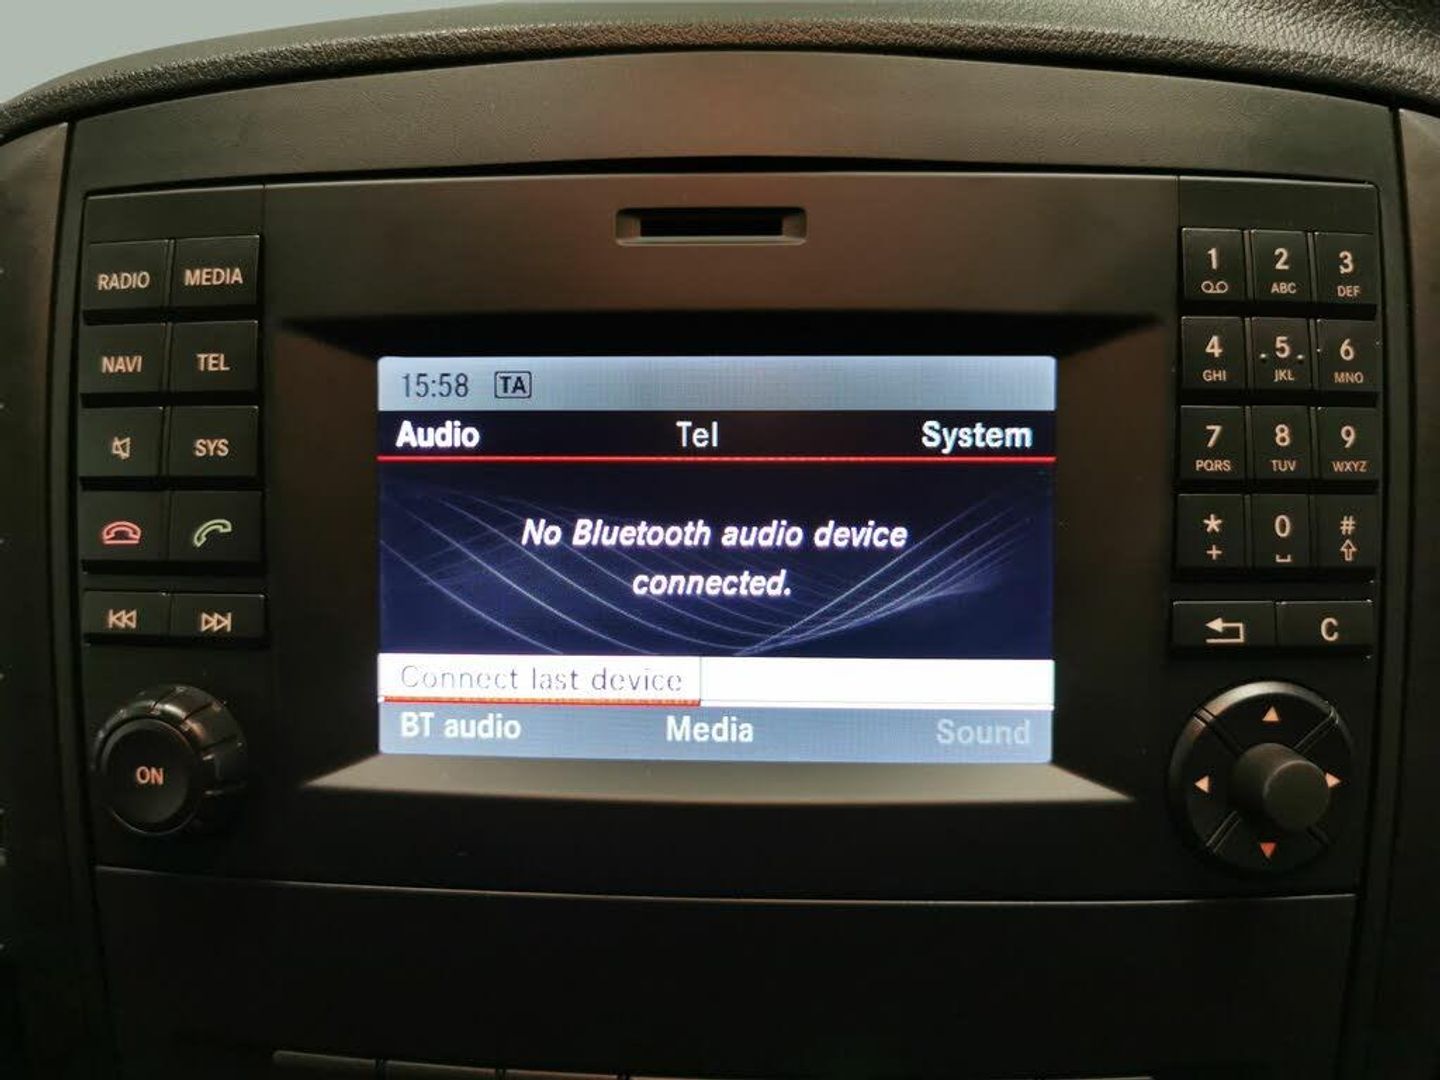 RADIO MEDIA
NAVI TEL
SYS
ON
15:58 TA
Audio Tel System
No Bluetooth audio device
connected.
Connect last device
BT audio Media Sound
1 2 3
ABC DEF
4 5 6
GHI JKL MNO
7 8 9
PQRS TUV WXYZ
* 0 #
+
C